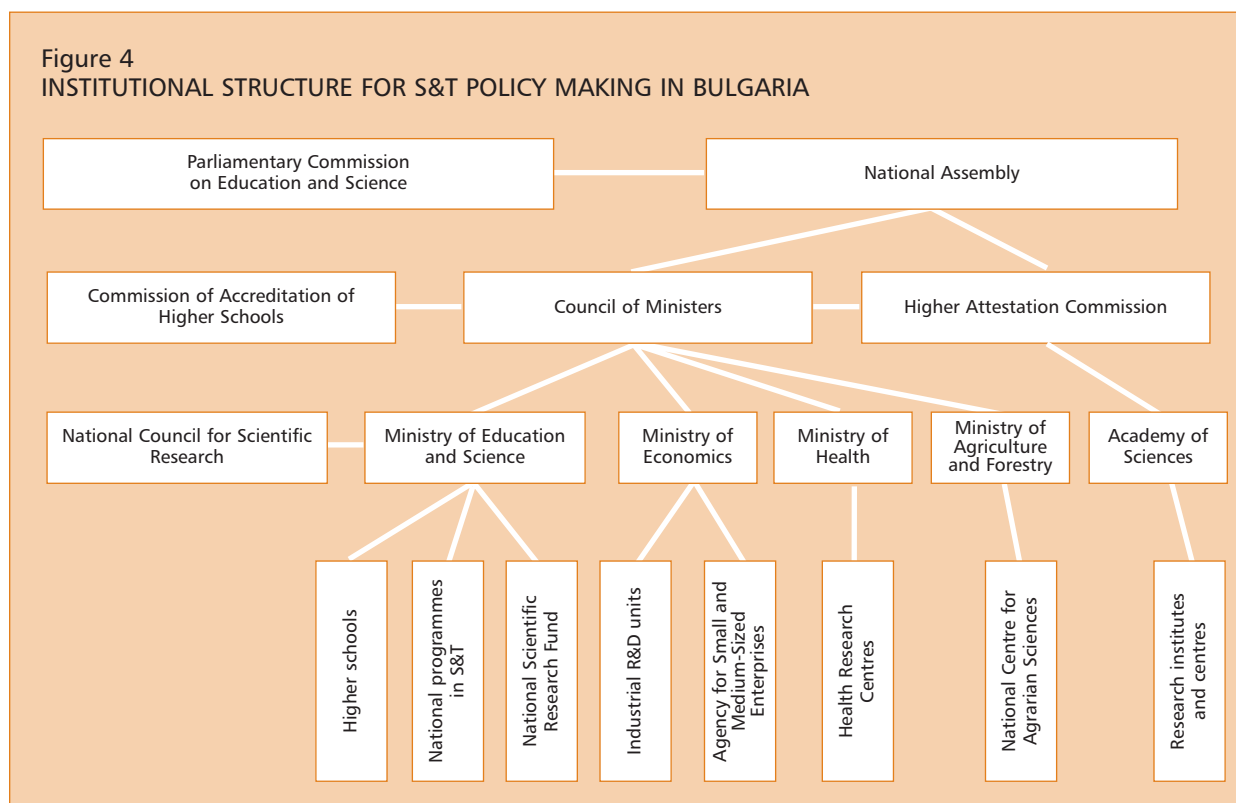 Figure 4
INSTITUTIONAL STRUCTURE FOR S&T POLICY MAKING IN BULGARIA
Parliamentary Commission
on Education and Science
National Assembly
Commission of Accreditation of
Higher Schools
Council of Ministers
Higher Attestation Commission
National Council for Scientific
Research
Ministry of Education
and Science
Ministry of
Economics
Ministry of
Health
Ministry of
Agriculture
and Forestry
Academy of
Sciences
Higher schools
National programmes
in S&T
National Scientific
Research Fund
Industrial R&D units
Agency for Small and
Medium-Sized
Enterprises
Health Research
Centres
National Centre for
Agrarian Sciences
Research institutes
and centres